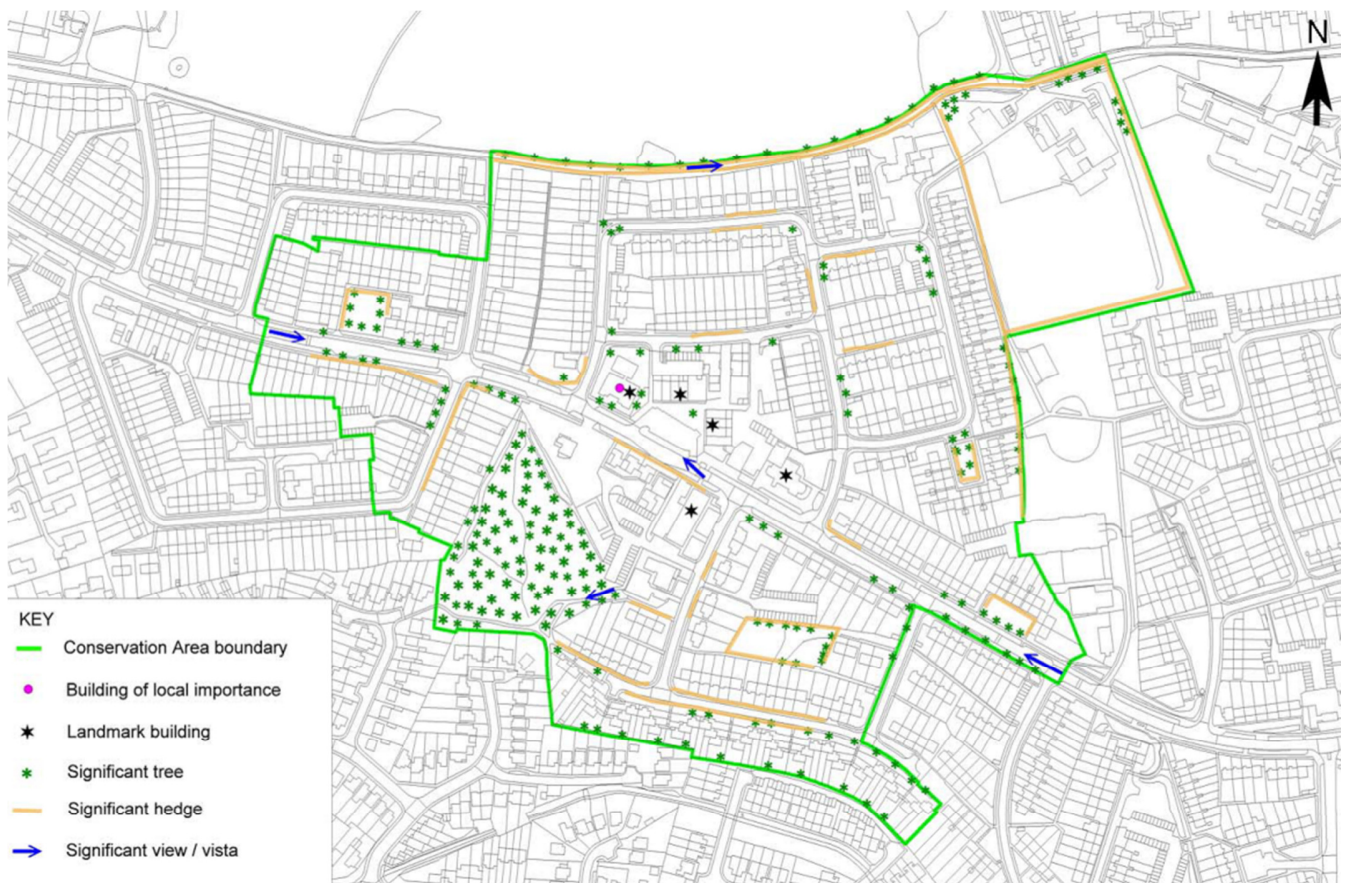 N
KEY
Conservation Area boundary
Building of local importance
Landmark building
Significant tree
Significant hedge
Significant view / vista